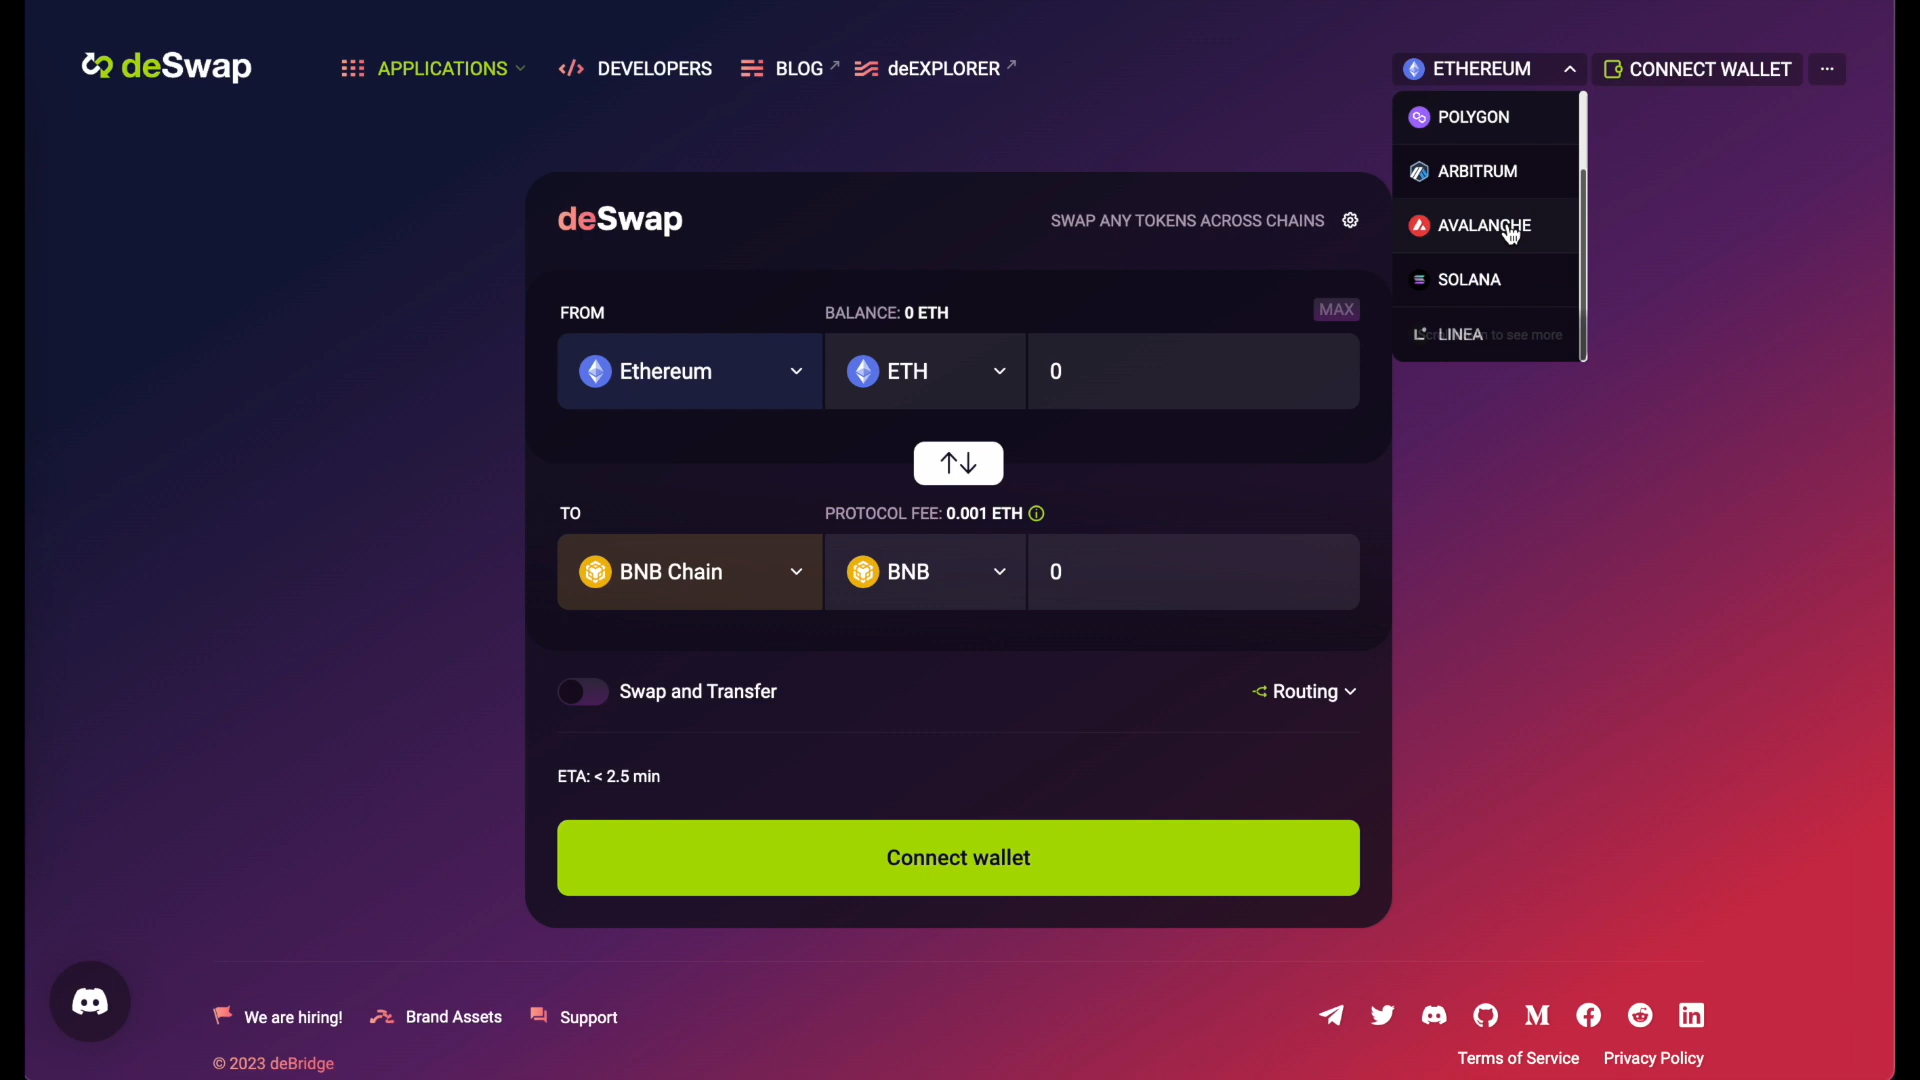 deSwap
APPLICATIONS
DEVELOPERS
BLOG
deEXPLORER
ETHEREUM
CONNECT WALLET
POLYGON
ARBITRUM
AVALANCHE
SOLANA
LINEA
to see more
deSwap
SWAP ANY TOKENS ACROSS CHAINS
FROM
BALANCE: 0 ETH
MAX
Ethereum
ETH
0
TO
PROTOCOL FEE: 0.001 ETH
BNB Chain
BNB
0
Swap and Transfer
Routing
ETA: < 2.5 min
Connect wallet
We are hiring!
Brand Assets
Support
© 2023 deBridge
Terms of Service
Privacy Policy